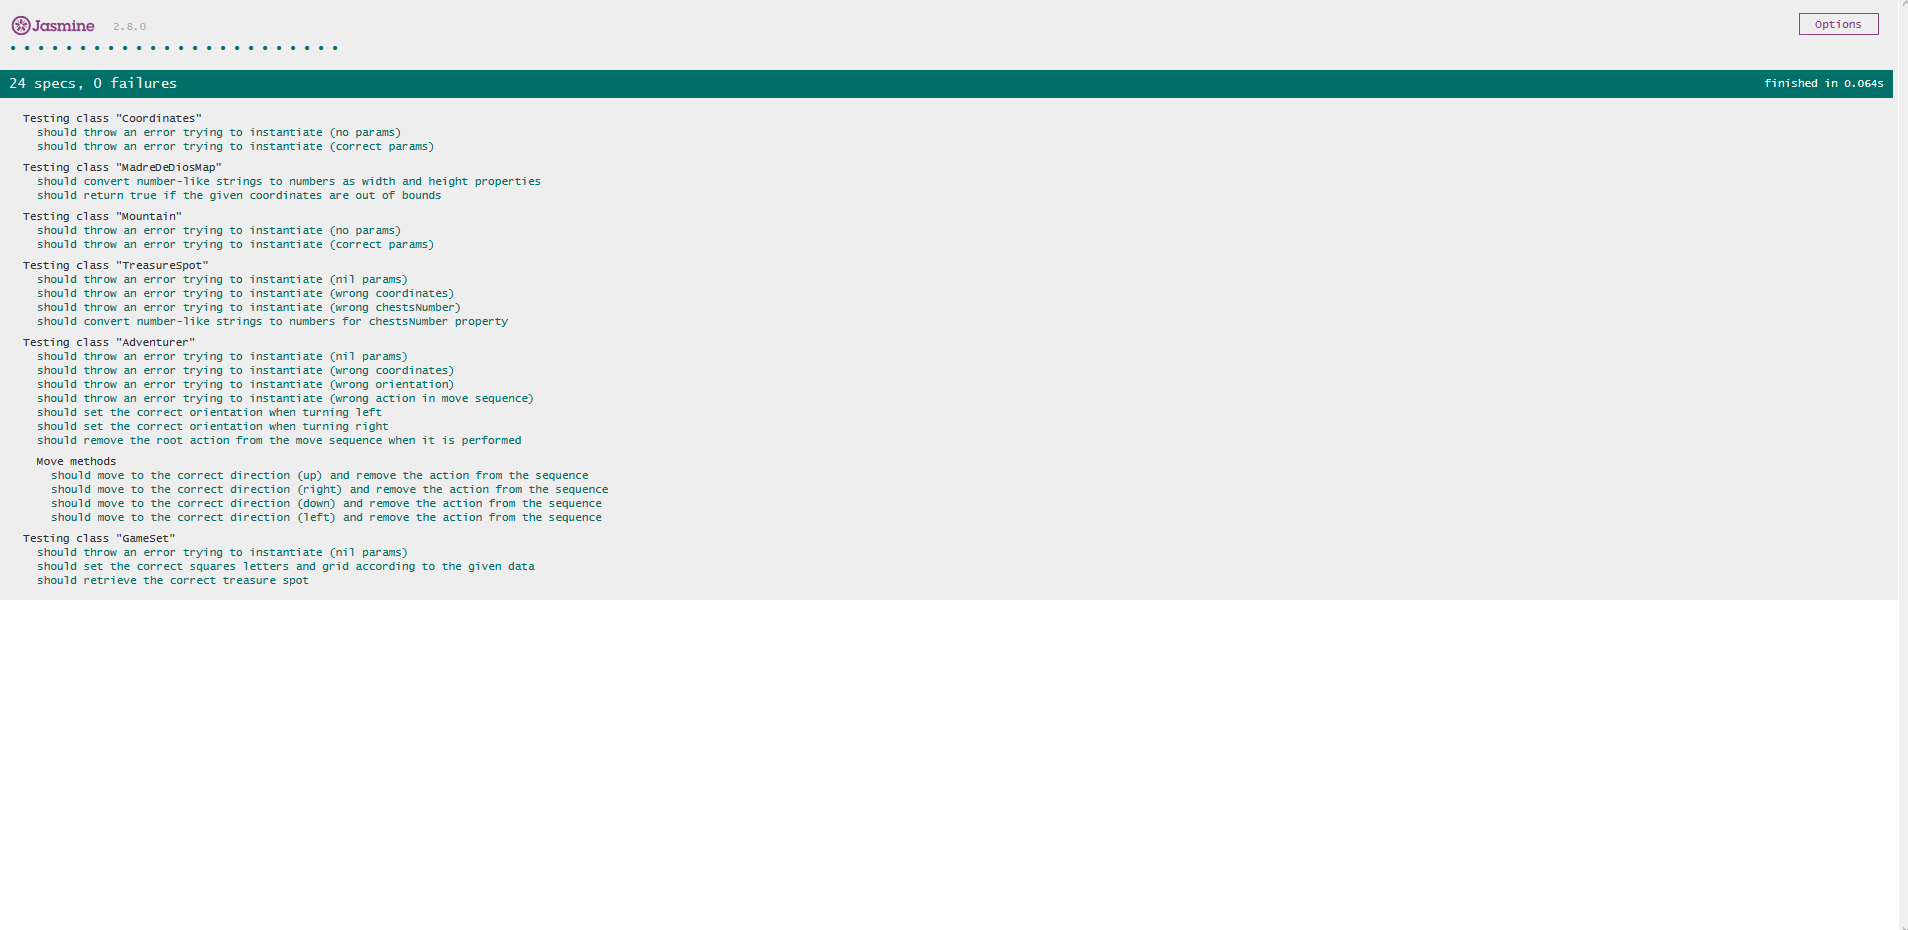 Jasmine 2.8.0 Options
24 specs, 0 failures finished in 0.064s
Testing class "Coordinates"
should throw an error trying to instantiate (no params)
should throw an error trying to instantiate (correct params)
Testing class "MadreDeDiosMap"
should convert number-like strings to numbers as width and height properties
should return true if the given coordinates are out of bounds
Testing class "Mountain"
should throw an error trying to instantiate (no params)
should throw an error trying to instantiate (correct params)
Testing class "TreasureSpot"
should throw an error trying to instantiate (nil params)
should throw an error trying to instantiate (wrong coordinates)
should throw an error trying to instantiate (wrong chestsNumber)
should convert number-like strings to numbers for chestsNumber property
Testing class "Adventurer"
should throw an error trying to instantiate (nil params)
should throw an error trying to instantiate (wrong coordinates)
should throw an error trying to instantiate (wrong orientation)
should throw an error trying to instantiate (wrong action in move sequence)
should set the correct orientation when turning left
should set the correct orientation when turning right
should remove the root action from the move sequence when it is performed
Move methods
should move to the correct direction (up) and remove the action from the sequence
should move to the correct direction (right) and remove the action from the sequence
should move to the correct direction (down) and remove the action from the sequence
should move to the correct direction (left) and remove the action from the sequence
Testing class "GameSet"
should throw an error trying to instantiate (nil params)
should set the correct squares letters and grid according to the given data
should retrieve the correct treasure spot